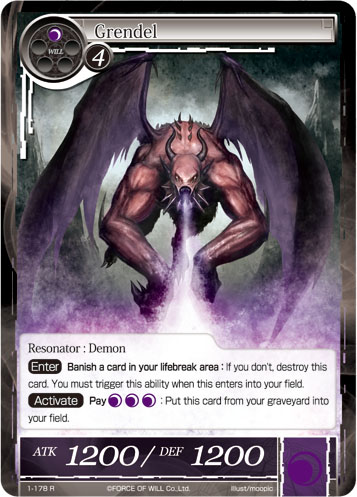 Grendel
WILL
4
Resonator : Demon
Enter Banish a card in your lifebreak area : If you don't, destroy this
card. You must trigger this ability when this enters into your field.
Activate Pay : Put this card from your graveyard into
your field.
ATK 1200 / DEF 1200
1-178 R ©FORCE OF WILL Co.,Ltd. illust/moopic